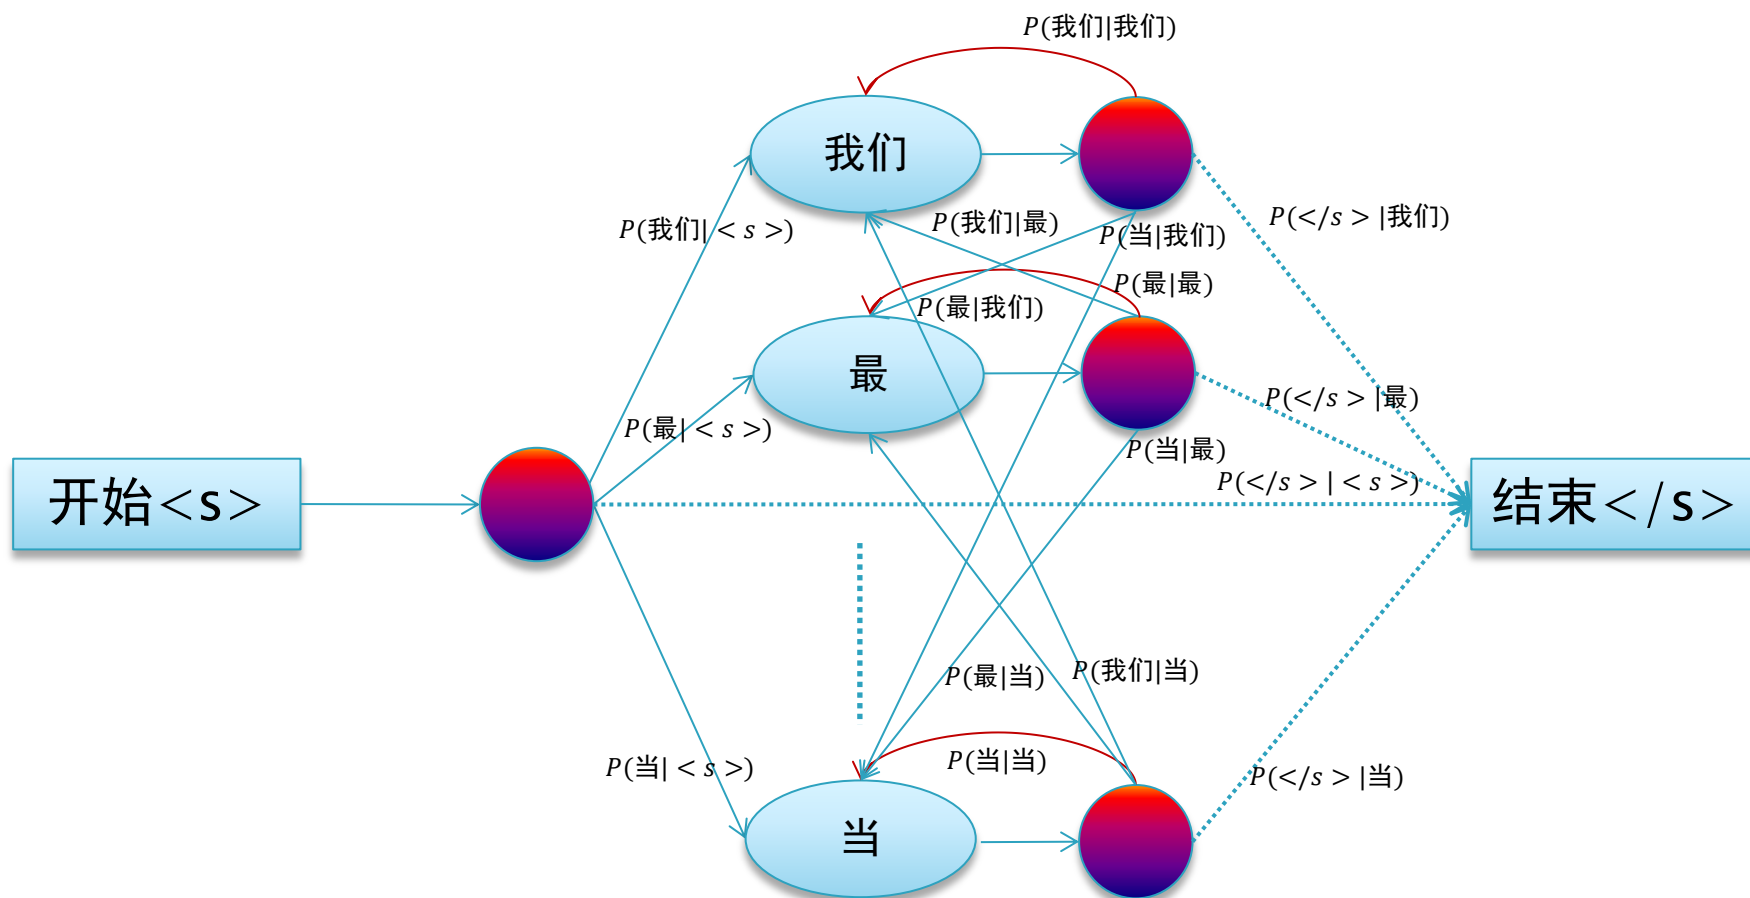 P(我们|我们)
我们
P(我们|<s>)
P(我们|最)
P(当|我们)
P(</s>|我们)
P(最|最)
P(最|我们)
最
P(</s>|最)
P(最|<s>)
P(当|最)
P(</s>|<s>)
开始<s>
结束</s>
P(最|当)
P(我们|当)
P(当|<s>)
P(当|当)
P(</s>|当)
当